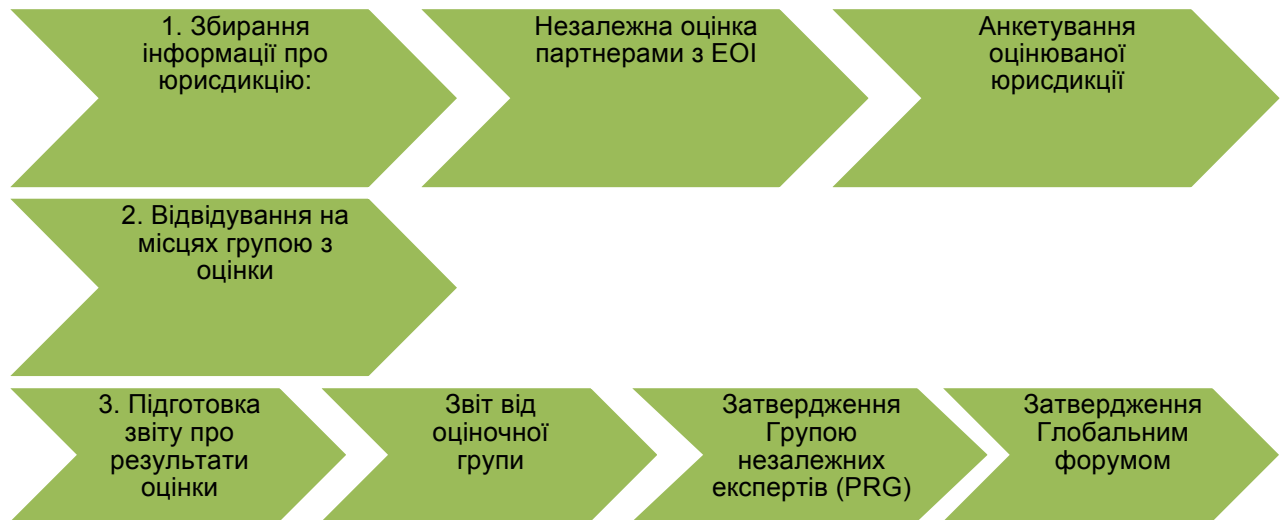 1. Збирання
інформації про
юрисдикцію:
Незалежна оцінка
партнерами з EOI
Анкетування
оцінюваної
юрисдикції
2. Відвідування на
місцях групою з
оцінки
3. Підготовка
звіту про
результати
оцінки
Звіт від
оціночної
групи
Затвердження
Групою
незалежних
експертів (PRG)
Затвердження
Глобальним
форумом